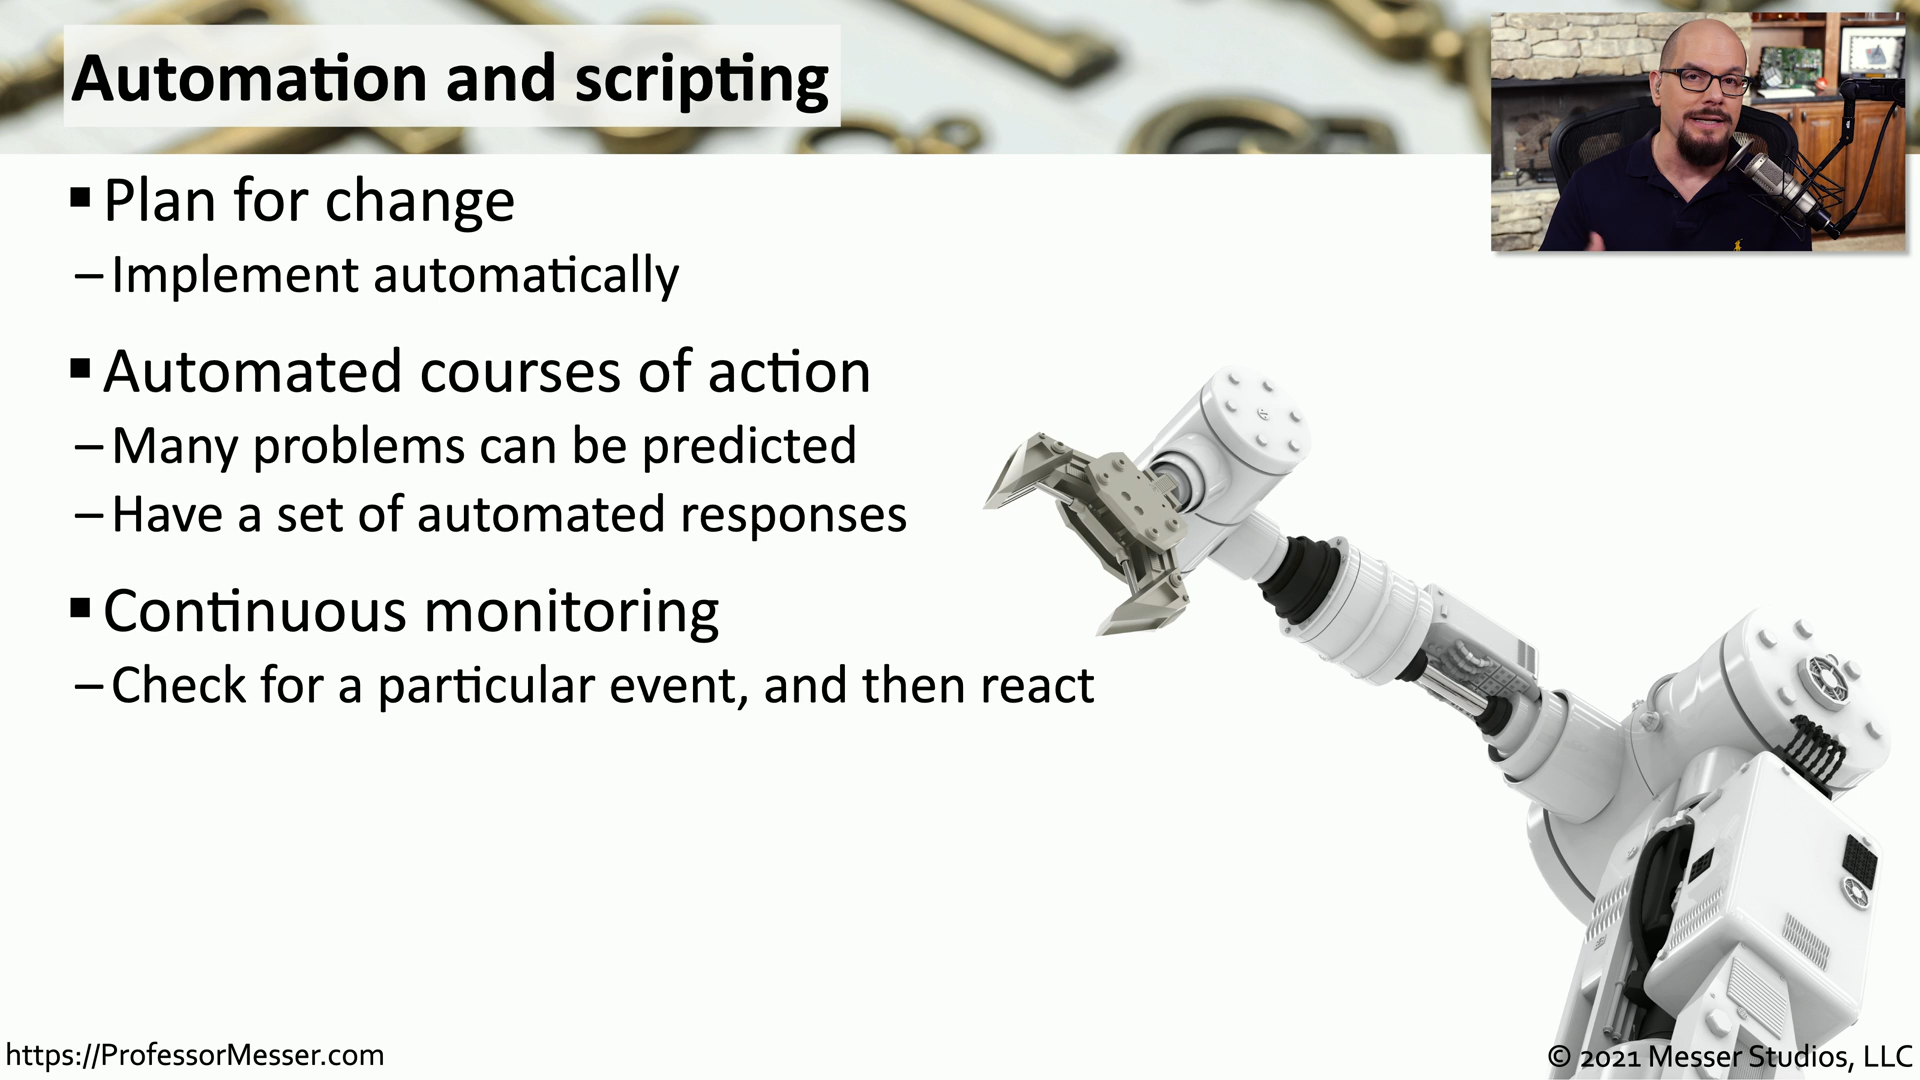 Automation and scripting
▪ Plan for change
– Implement automatically
▪ Automated courses of action
– Many problems can be predicted
– Have a set of automated responses
▪ Continuous monitoring
– Check for a particular event, and then react
https://ProfessorMesser.com
© 2021 Messer Studios, LLC